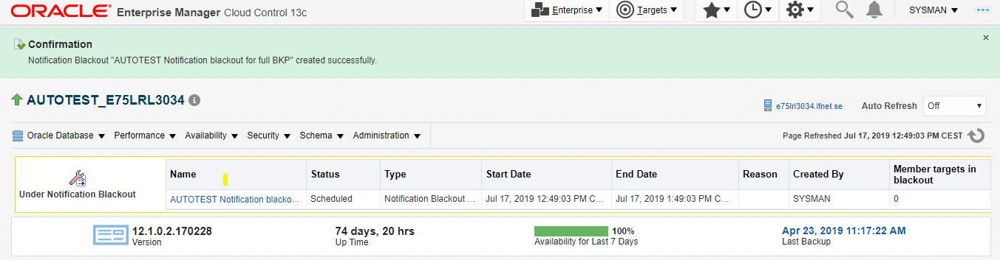 ORACLE Enterprise Manager Cloud Control 13c Enterprise Targets SYSMAN
Confirmation
Notification Blackout "AUTOTEST Notification blackout for full BKP" created successfully.
AUTOTEST_E75LRL3034
e75lrl3034.lfnet.se Auto Refresh Off
Oracle Database Performance Availability Security Schema Administration Page Refreshed Jul 17, 2019 12:49:03 PM CEST
Under Notification Blackout
Name Status Type Start Date End Date Reason Created By Member targets in blackout
AUTOTEST Notification blacko... Scheduled Notification Blackout ... Jul 17, 2019 12:49:03 PM C... Jul 17, 2019 1:49:03 PM C... SYSMAN 0
12.1.0.2.170228 74 days, 20 hrs 100% Apr 23, 2019 11:17:22 AM
Version Up Time Availability for Last 7 Days Last Backup